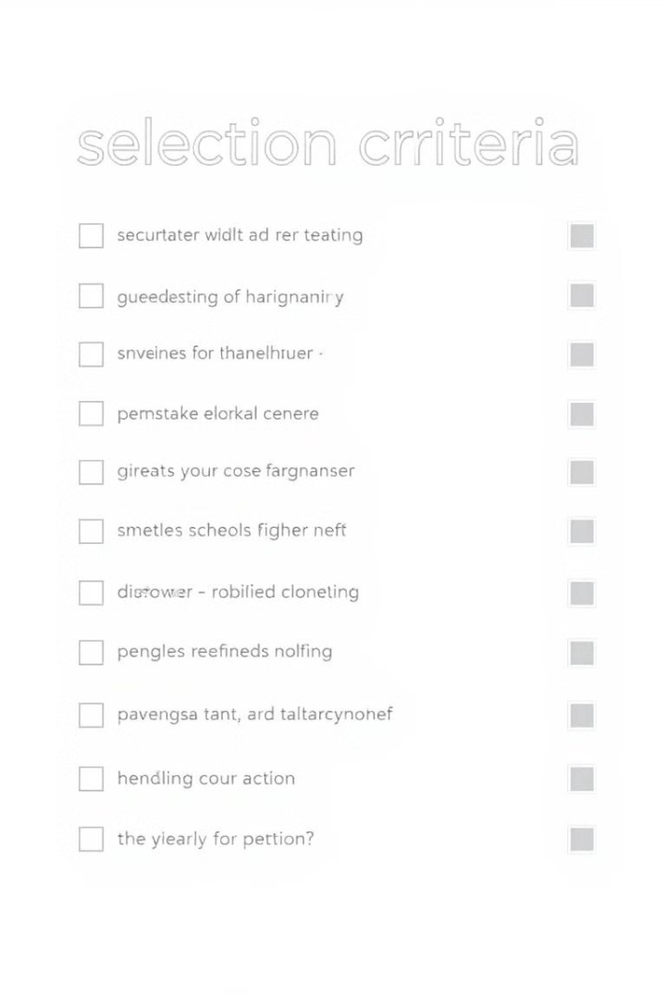 selection crriteria
securtater widlt ad rer teating
gueedesting of harignaniry
snveines for thanelhruer -
pemstake elorkal cenere
gireats your cose fargnanser
smetles scheols figher neft
- robilied cloneting
pengles reefineds nolfing
pavengsa tant, ard taltarcynonef
hendling cour action
the yiearly for pettion?